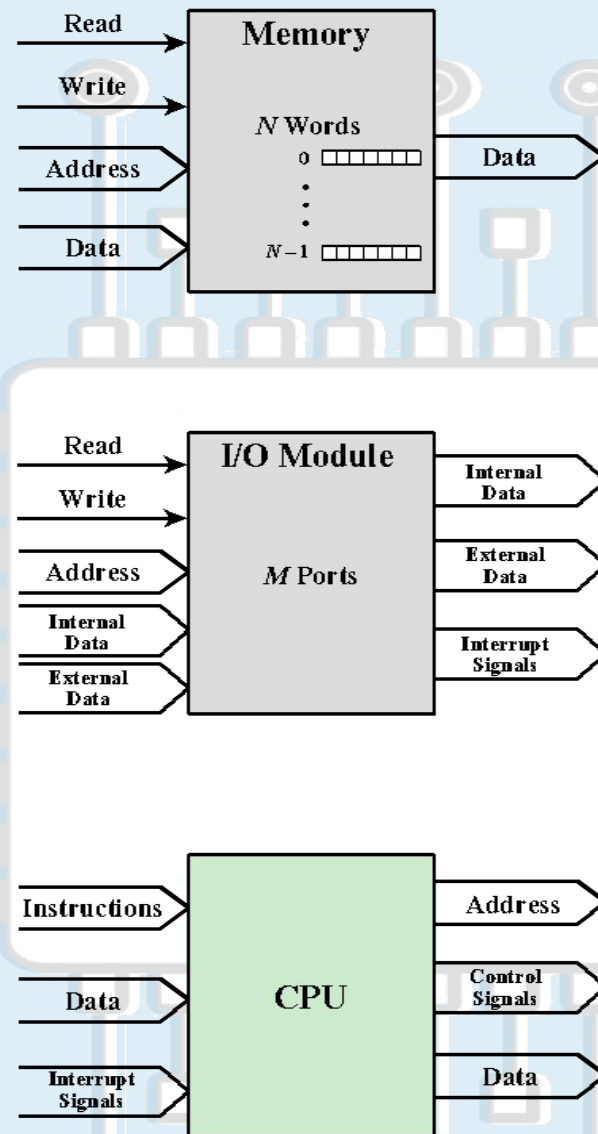 Read
Memory
Write
N Words
0
Address
Data
Data
N−1
Read
I/O Module
Internal
Data
Write
External
Data
Address
M Ports
Internal
Data
Interrupt
Signals
External
Data
Instructions
Address
Data
CPU
Control
Signals
Interrupt
Signals
Data